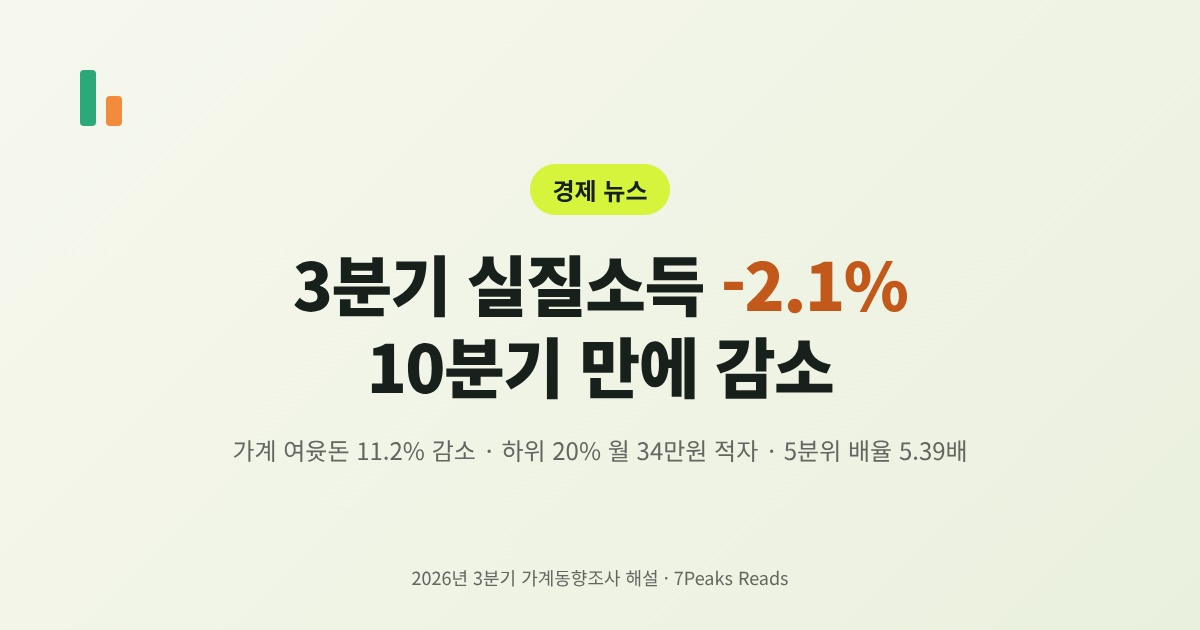 경제 뉴스
3분기 실질소득 -2.1%
10분기 만에 감소
가계 여윳돈 11.2% 감소 · 하위 20% 월 34만원 적자 · 5분위 배율 5.39배
2026년 3분기 가계동향조사 해설 · 7Peaks Reads